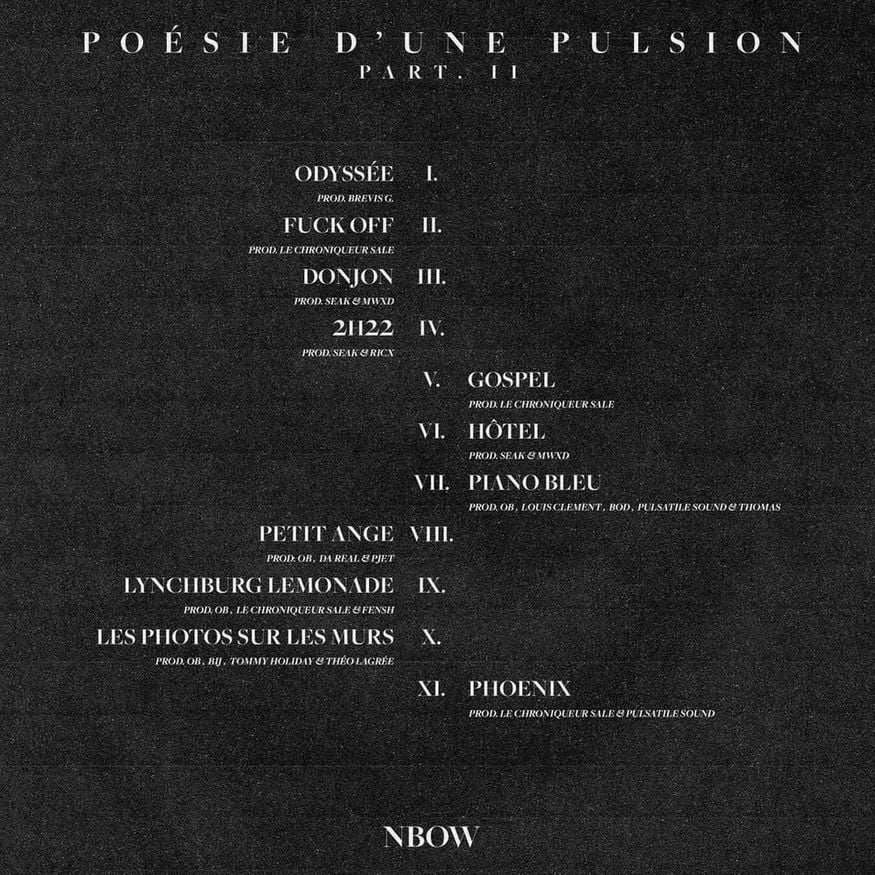 POÉSIE D'UNE PULSION
PART. II
ODYSSÉE I.
PROD. BREVIS G.
FUCK OFF II.
PROD. LE CHRONIQUEUR SALE
DONJON III.
PROD. SEAK & MWXD
2H22 IV.
PROD. SEAK & RICX
V. GOSPEL
PROD. LE CHRONIQUEUR SALE
VI. HÔTEL
PROD. SEAK & MWXD
VII. PIANO BLEU
PROD. OB , LOUIS CLEMENT , BOD , PULSATILE SOUND & THOMAS
PETIT ANGE VIII.
PROD: OB , DA REAL & PJET
LYNCHBURG LEMONADE IX.
PROD. OB , LE CHRONIQUEUR SALE & FENSH
LES PHOTOS SUR LES MURS X.
PROD. OB , BIJ , TOMMY HOLIDAY & THÉO LAGRÉE
XI. PHOENIX
PROD. LE CHRONIQUEUR SALE & PULSATILE SOUND
NBOW